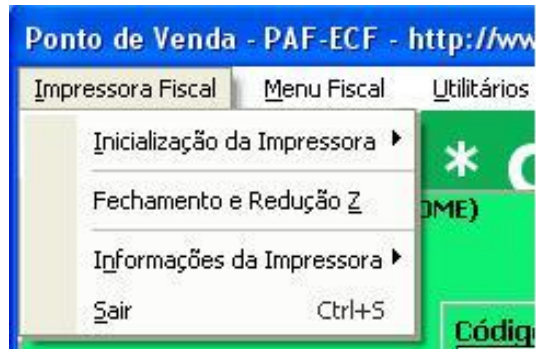 Ponto de Venda - PAF-ECF - http://ww
Impressora Fiscal Menu Fiscal Utilitários
Inicialização da Impressora
* C
Fechamento e Redução Z
OME)
Informações da Impressora
Sair Ctrl+S
Códig